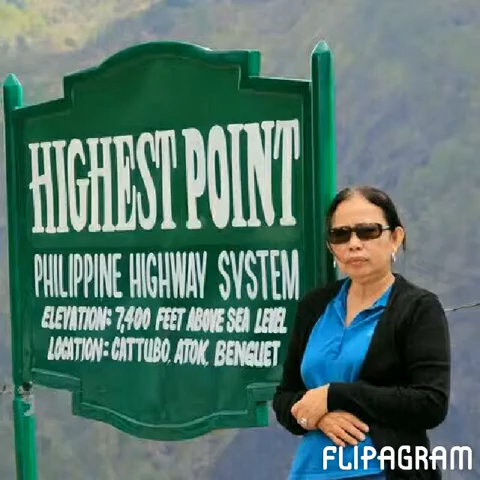 HIGHEST POINT
PHILIPPINE HIGHWAY SYSTEM
ELEVATION: 7,400 FEET ABOVE SEA LEVEL
LOCATION: CATTUBO, ATOK, BENGUET
FLIPAGRAM